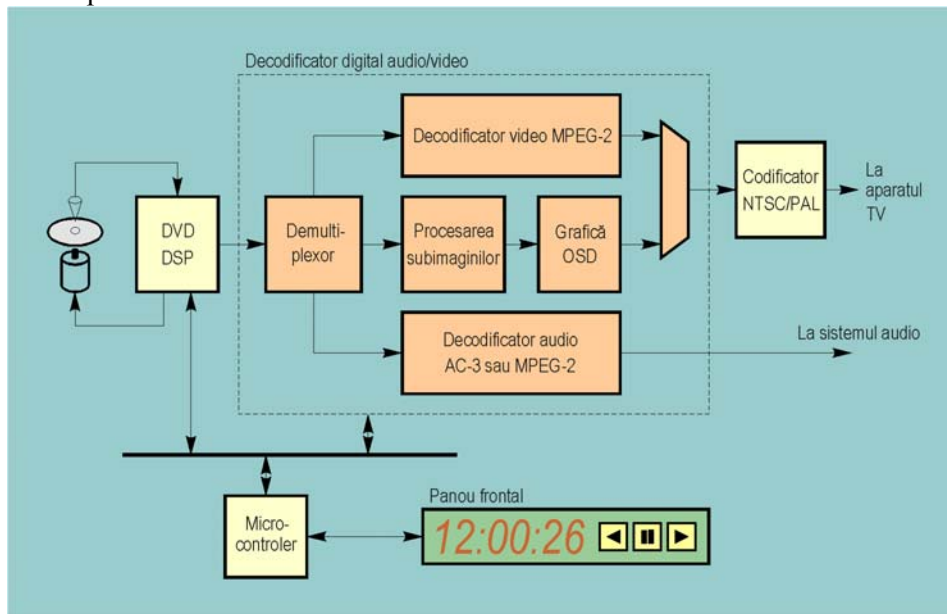 Decodificator digital audio/video
Decodificator video MPEG-2
DVD
DSP
Demulti-
plexor
Procesarea
subimaginilor
Grafică
OSD
Codificator
NTSC/PAL
La
aparatul
TV
Decodificator audio
AC-3 sau MPEG-2
La sistemul audio
Micro-
controler
Panou frontal
12:00:26